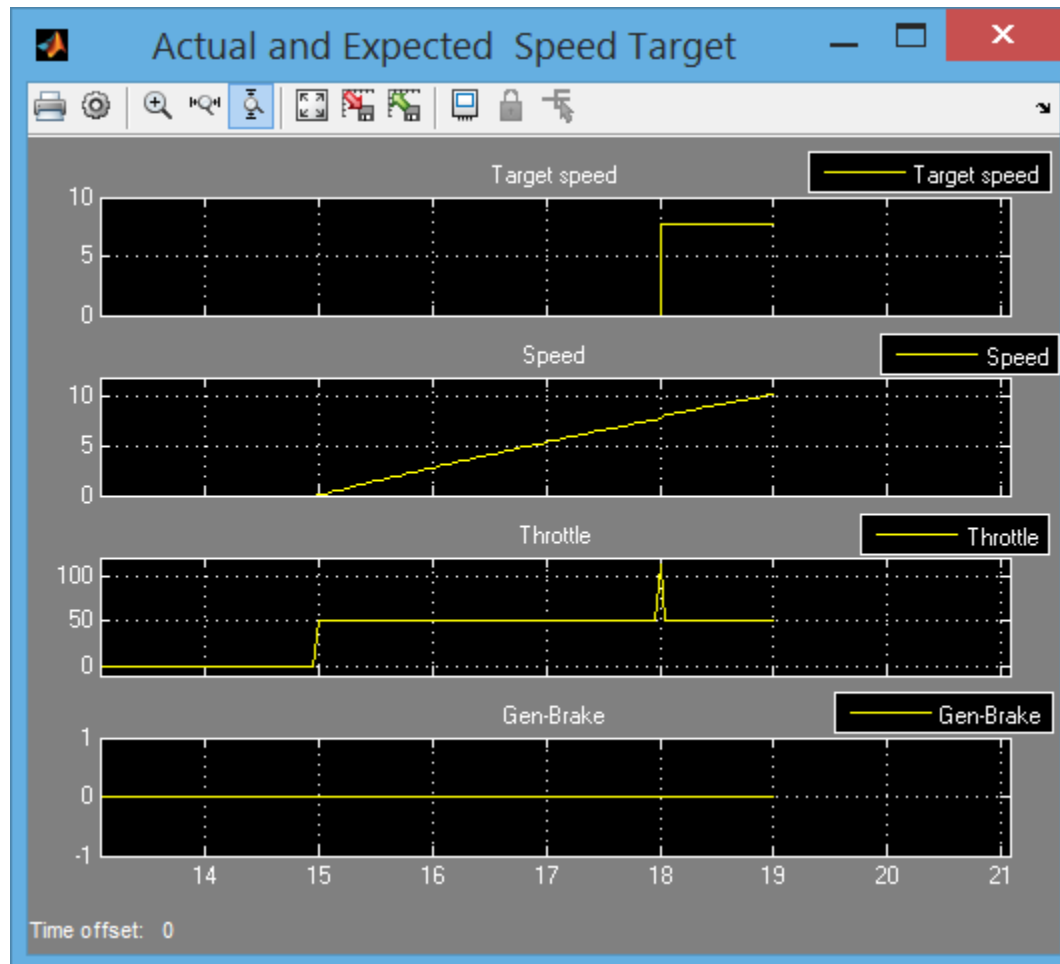 Actual and Expected  Speed Target
Target speed
Target speed
10
5
0
Speed
Speed
10
5
0
Throttle
Throttle
100
50
0
Gen-Brake
Gen-Brake
1
0
-1
14 15 16 17 18 19 20 21
Time offset: 0